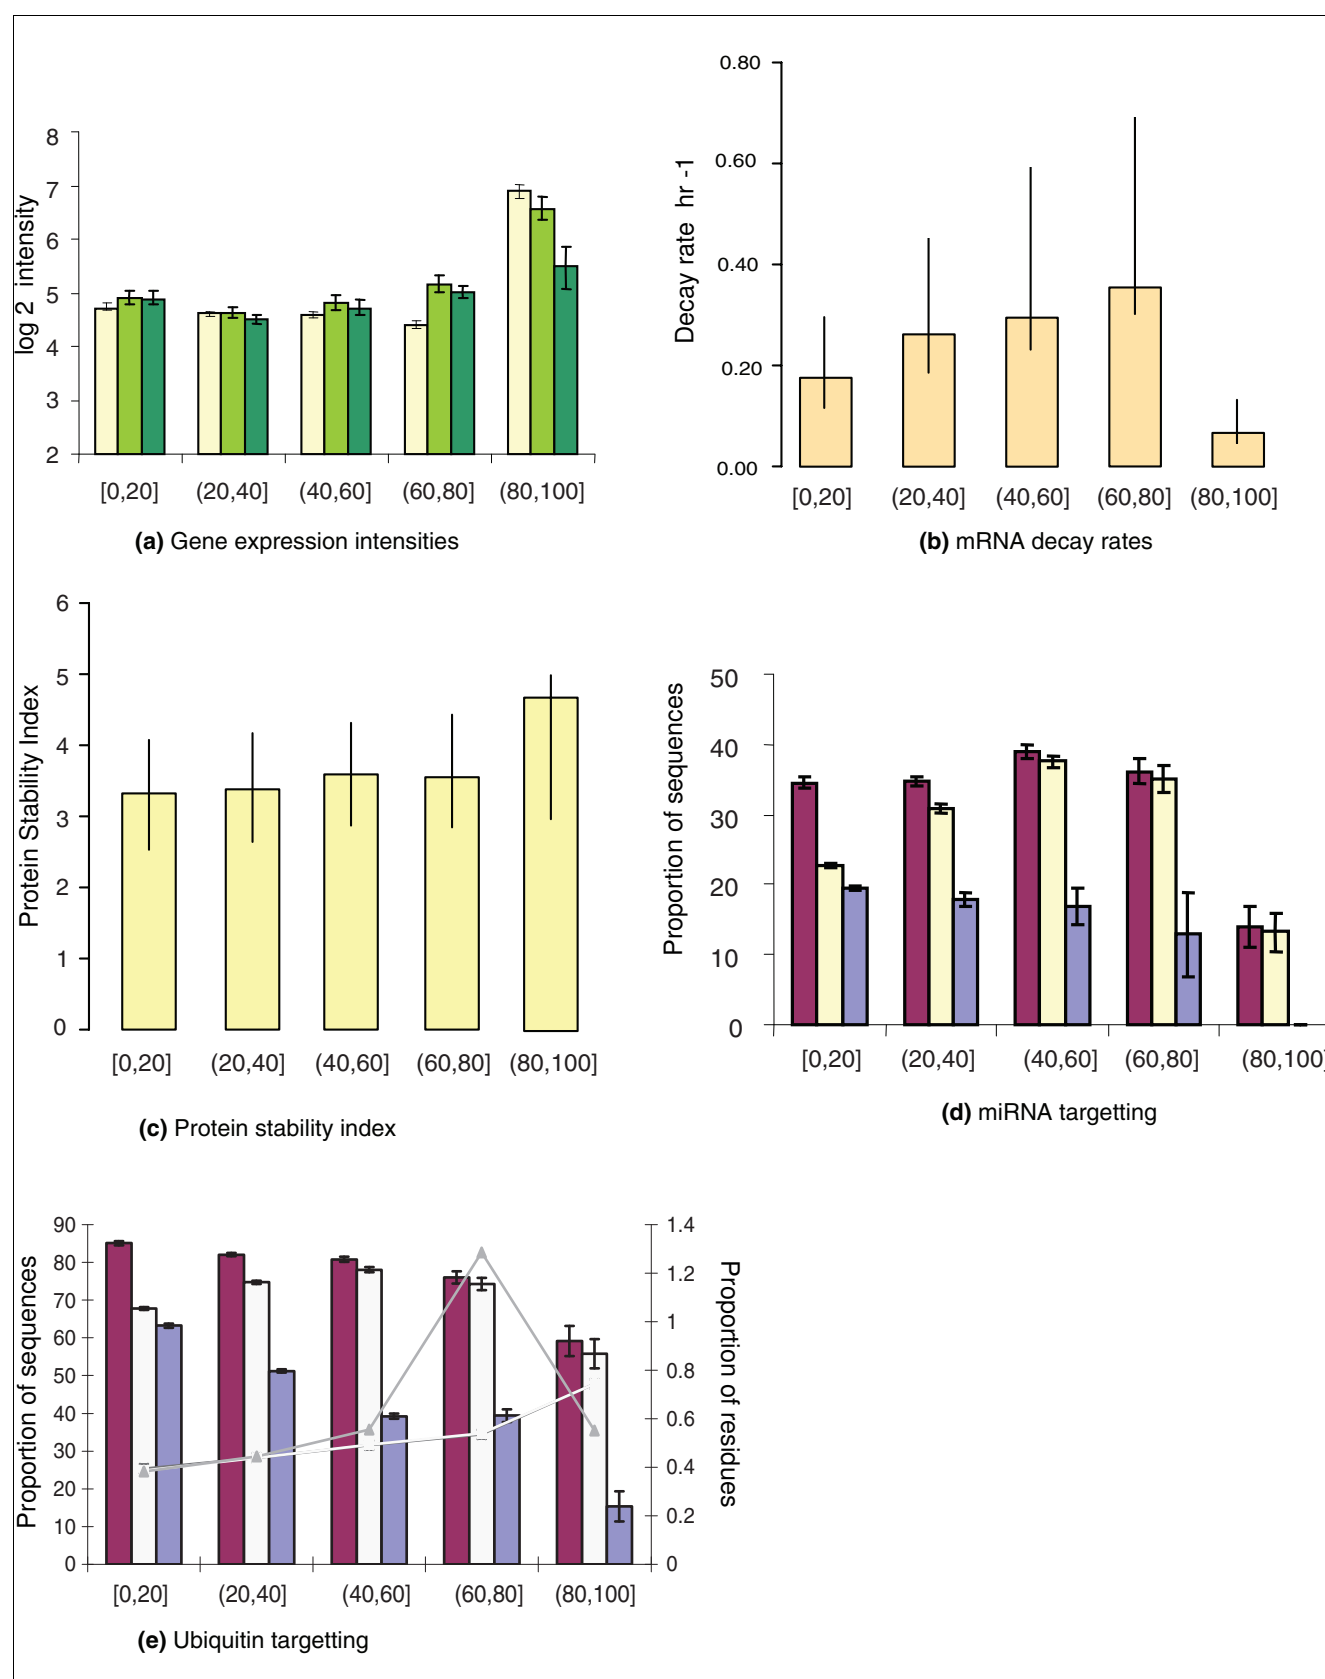 8
7
6
5
4
3
2
log 2 intensity
[0,20] (20,40] (40,60] (60,80] (80,100]
(a) Gene expression intensities
0.80
0.60
0.40
0.20
0.00
Decay rate hr -1
[0,20] (20,40] (40,60] (60,80] (80,100]
(b) mRNA decay rates
6
5
4
3
2
1
0
Protein Stability Index
[0,20] (20,40] (40,60] (60,80] (80,100]
(c) Protein stability index
50
40
30
20
10
0
Proportion of sequences
[0,20] (20,40] (40,60] (60,80] (80,100]
(d) miRNA targetting
90
80
70
60
50
40
30
20
10
0
Proportion of sequences
1.4
1.2
1
0.8
0.6
0.4
0.2
0
Proportion of residues
[0,20] (20,40] (40,60] (60,80] (80,100]
(e) Ubiquitin targetting